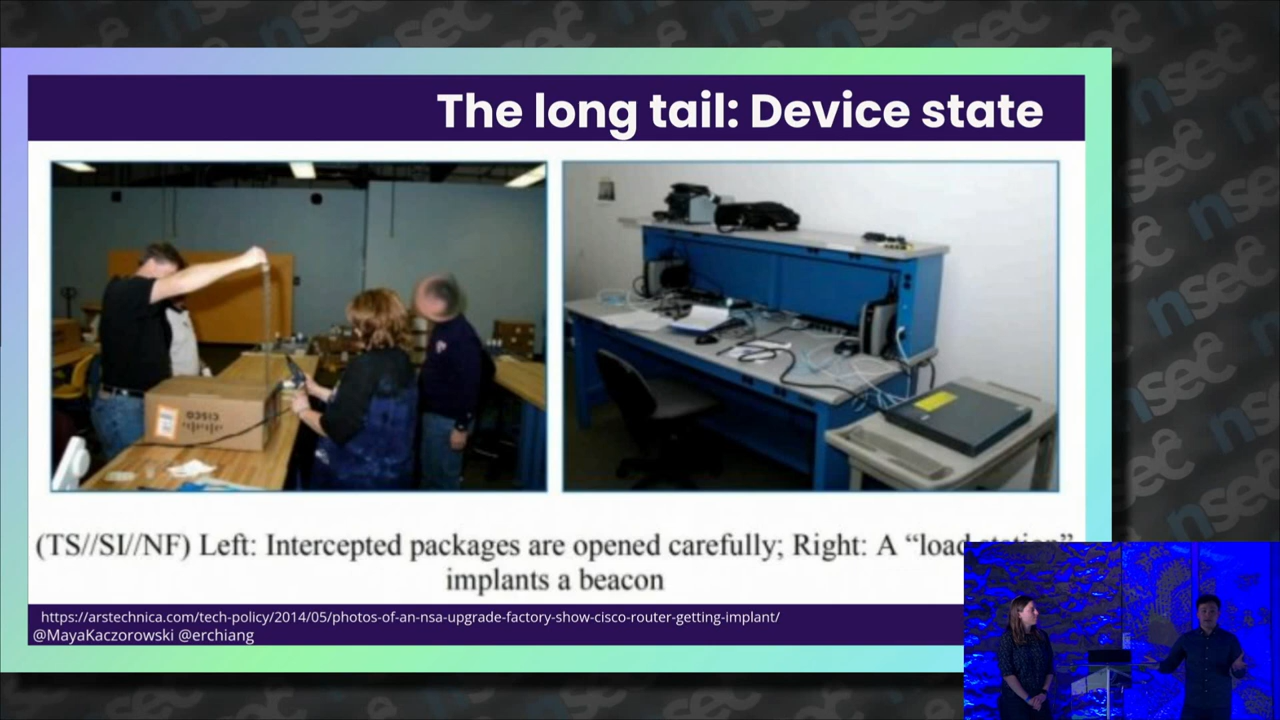 The long tail: Device state
CISCO
(TS//SI//NF) Left: Intercepted packages are opened carefully; Right: A “load station”
implants a beacon
https://arstechnica.com/tech-policy/2014/05/photos-of-an-nsa-upgrade-factory-show-cisco-router-getting-implant/
@MayaKaczorowski @erchiang
nsec